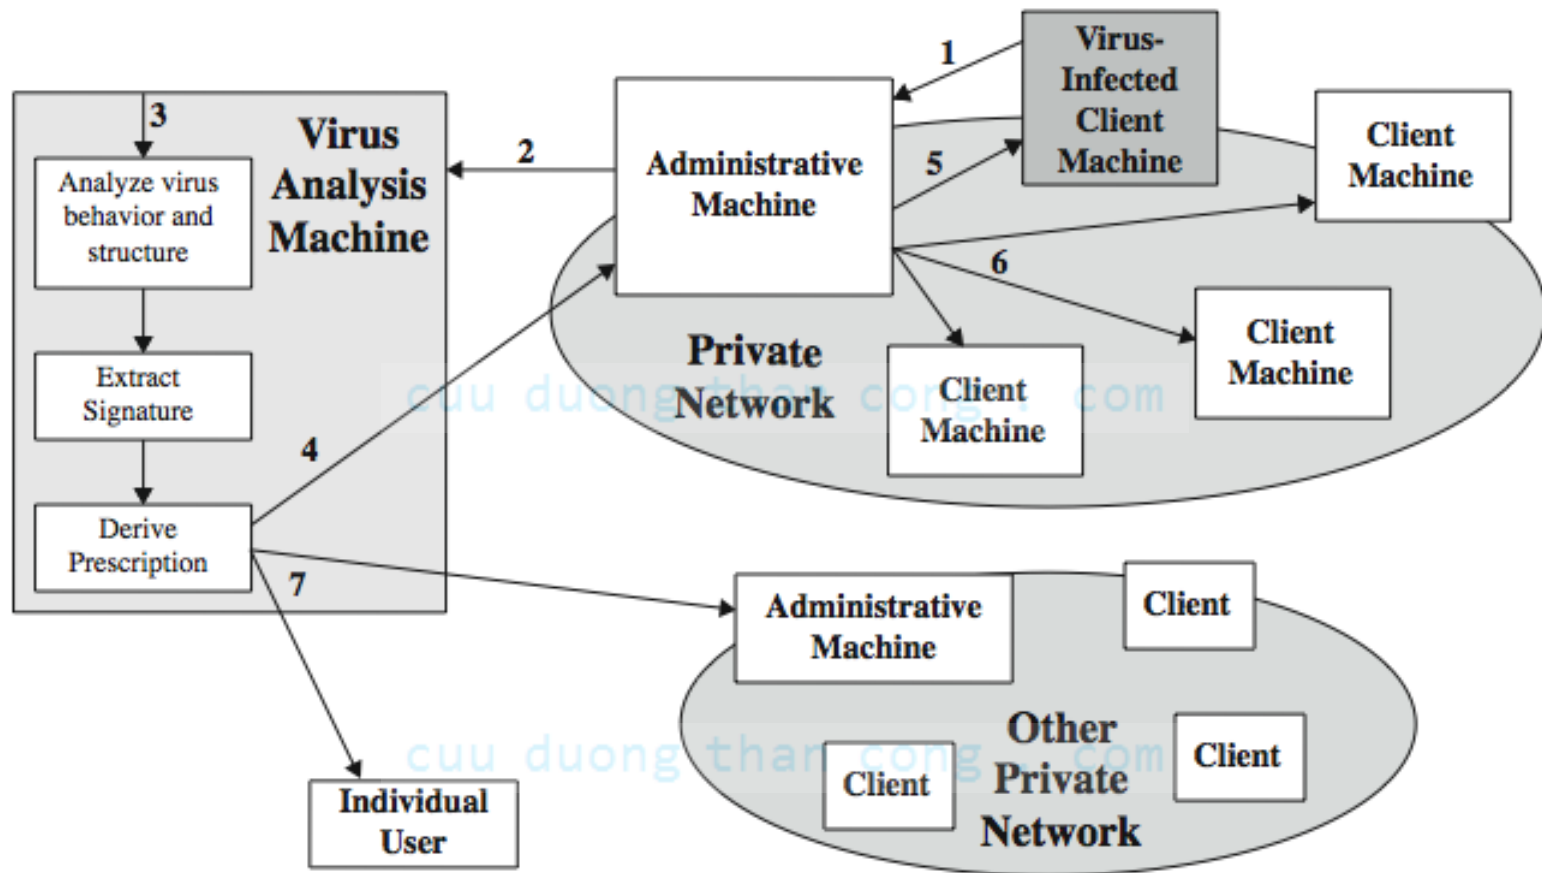 3
Virus
Analysis
Machine
Analyze virus
behavior and
structure
Extract
Signature
Derive
Prescription
2
4
7
Administrative
Machine
1
5
6
Virus-
Infected
Client
Machine
Client
Machine
Client
Machine
Client
Machine
Private
Network
cuu duong than cong . com
Administrative
Machine
Client
Client
Client
Other
Private
Network
cuu duong than cong . com
Individual
User